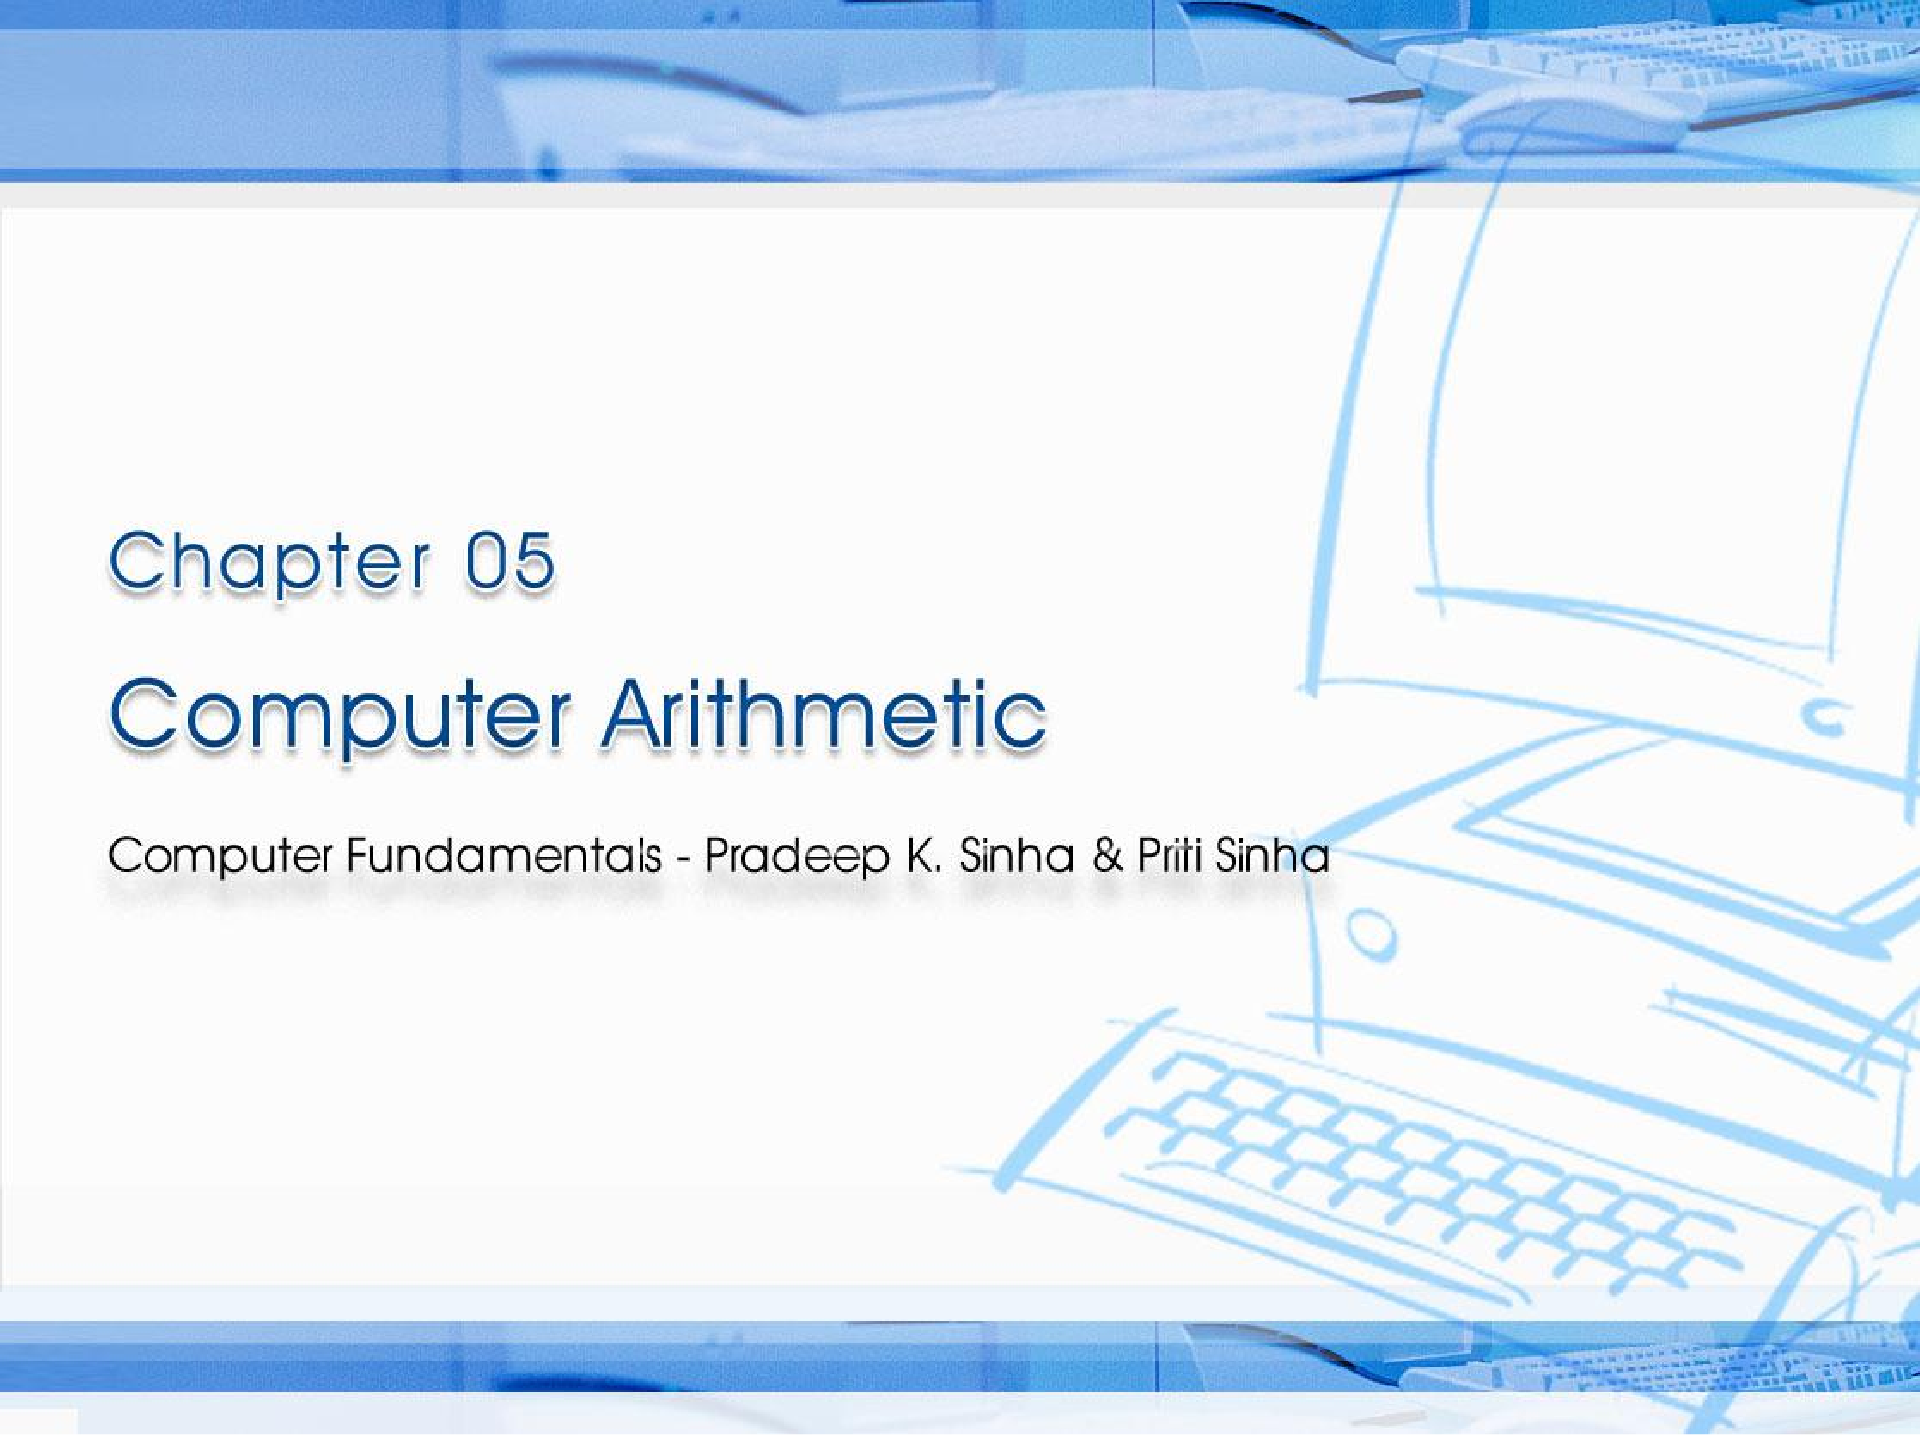 Chapter 05
Computer Arithmetic
Computer Fundamentals - Pradeep K. Sinha & Priti Sinha